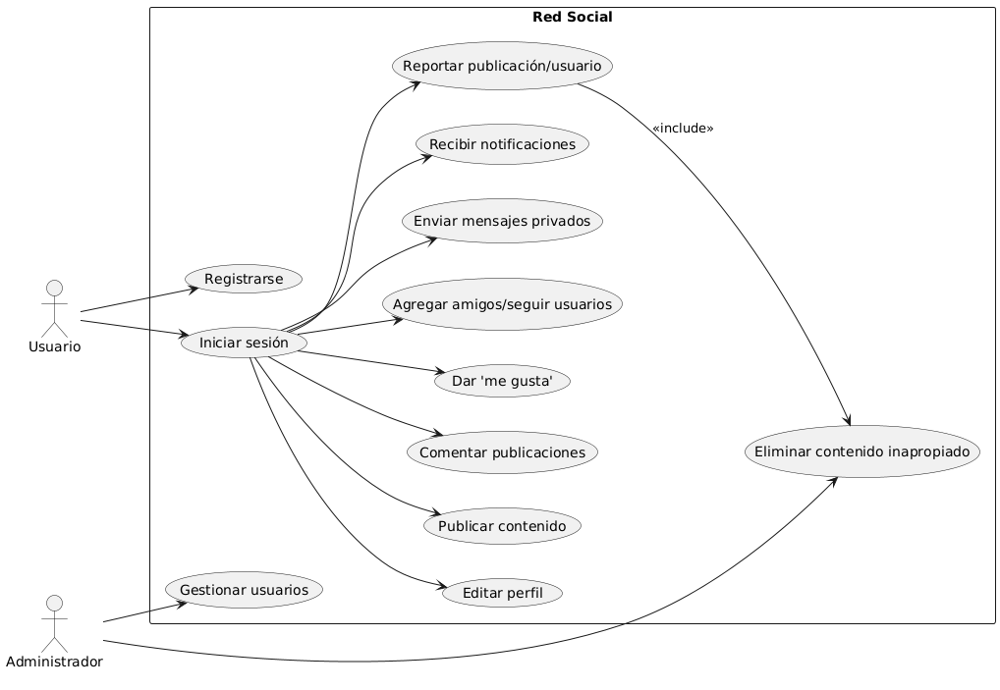 Red Social
Reportar publicación/usuario
«include»
Recibir notificaciones
Enviar mensajes privados
Registrarse
Agregar amigos/seguir usuarios
Usuario
Iniciar sesión
Dar 'me gusta'
Comentar publicaciones
Eliminar contenido inapropiado
Publicar contenido
Gestionar usuarios
Editar perfil
Administrador